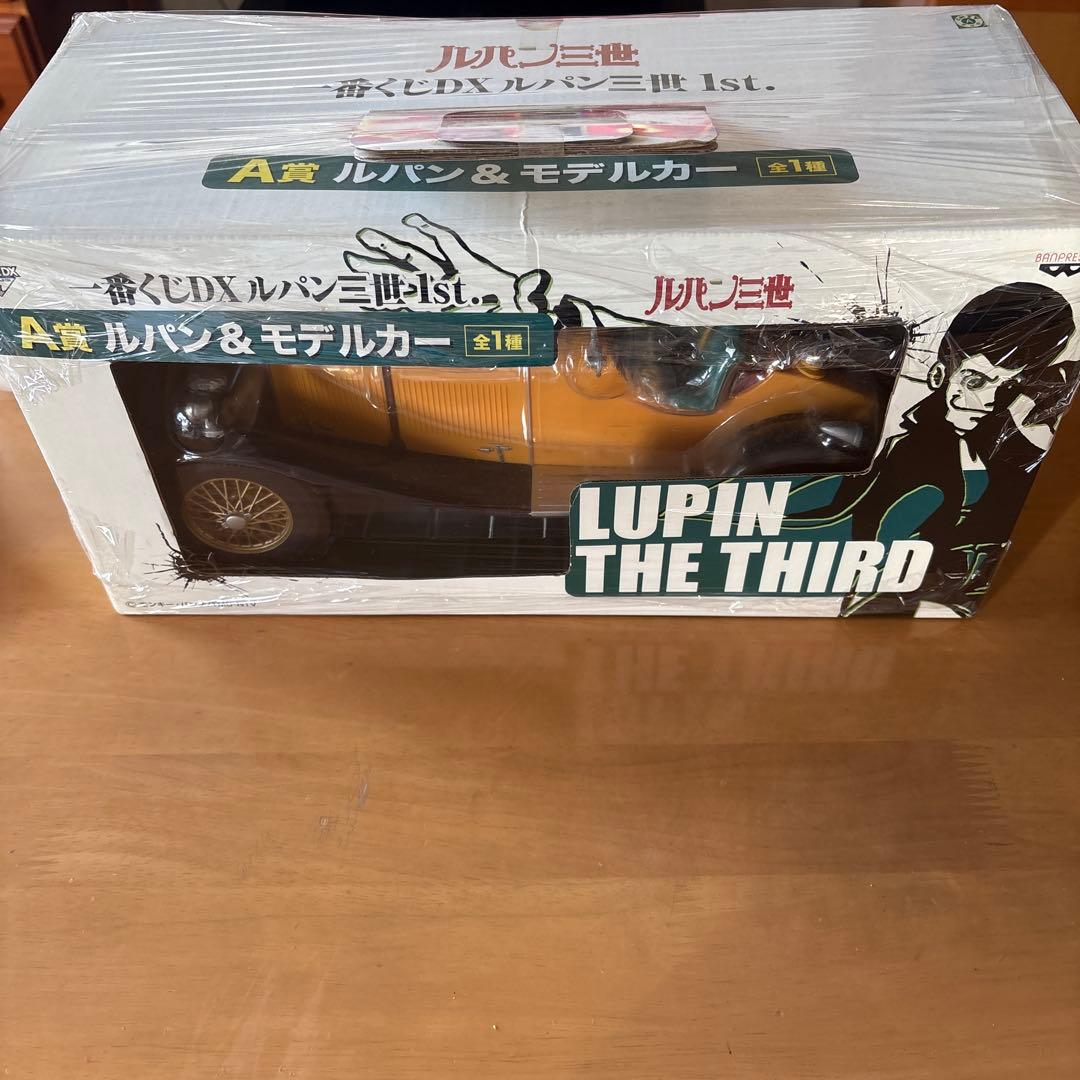 ルパン三世
一番くじDX ルパン三世 1st.
A賞 ルパン&モデルカー 全1種
DX
一番くじDX ルパン三世 1st.
ルパン三世
BANPRES
A賞 ルパン&モデルカー 全1種
LUPIN
THE THIRD